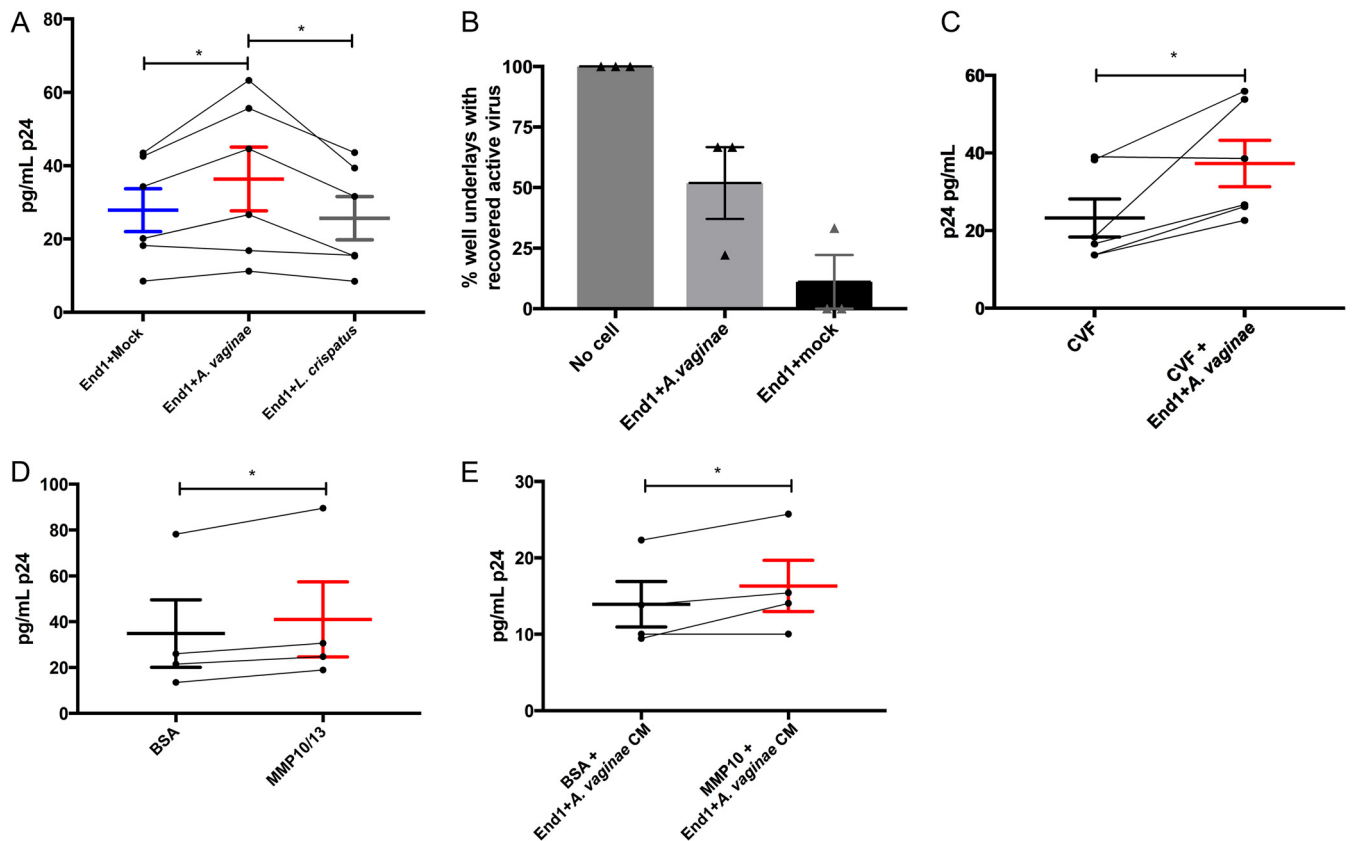 A
pg/mL p24
80
60
40
20
0
*
*
End1+Mock
End1+A. vaginae
End1+L. crispatus
B
% well underlays with
recovered active virus
100
75
50
25
0
No cell
End1+A.vaginae
End1+mock
C
p24 pg/mL
60
40
20
0
*
CVF
CVF +
End1+A. vaginae
D
pg/mL p24
100
80
60
40
20
0
*
BSA
MMP10/13
E
pg/mL p24
30
20
10
0
*
BSA +
End1+A. vaginae CM
MMP10 +
End1+A. vaginae CM